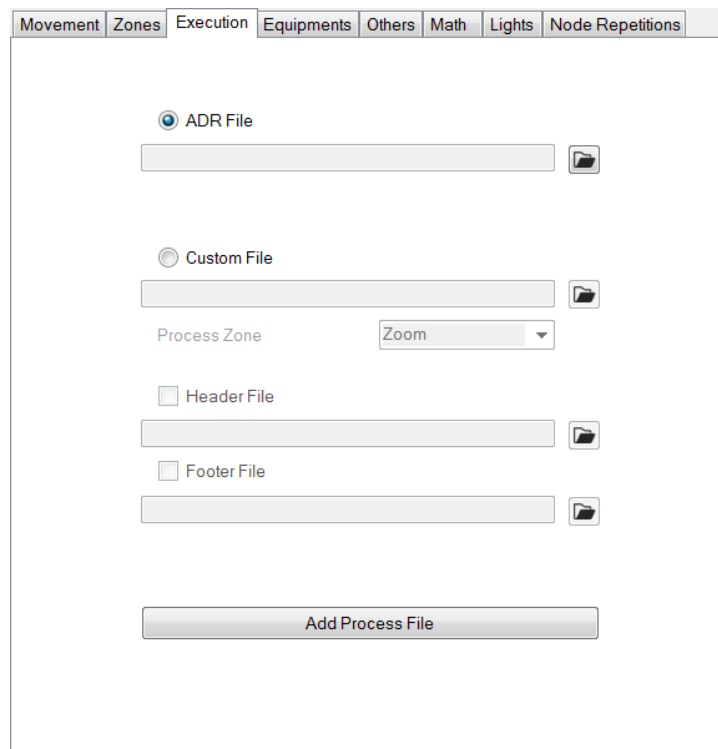 Movement Zones Execution Equipments Others Math Lights Node Repetitions
ADR File
Custom File
Process Zone Zoom
Header File
Footer File
Add Process File